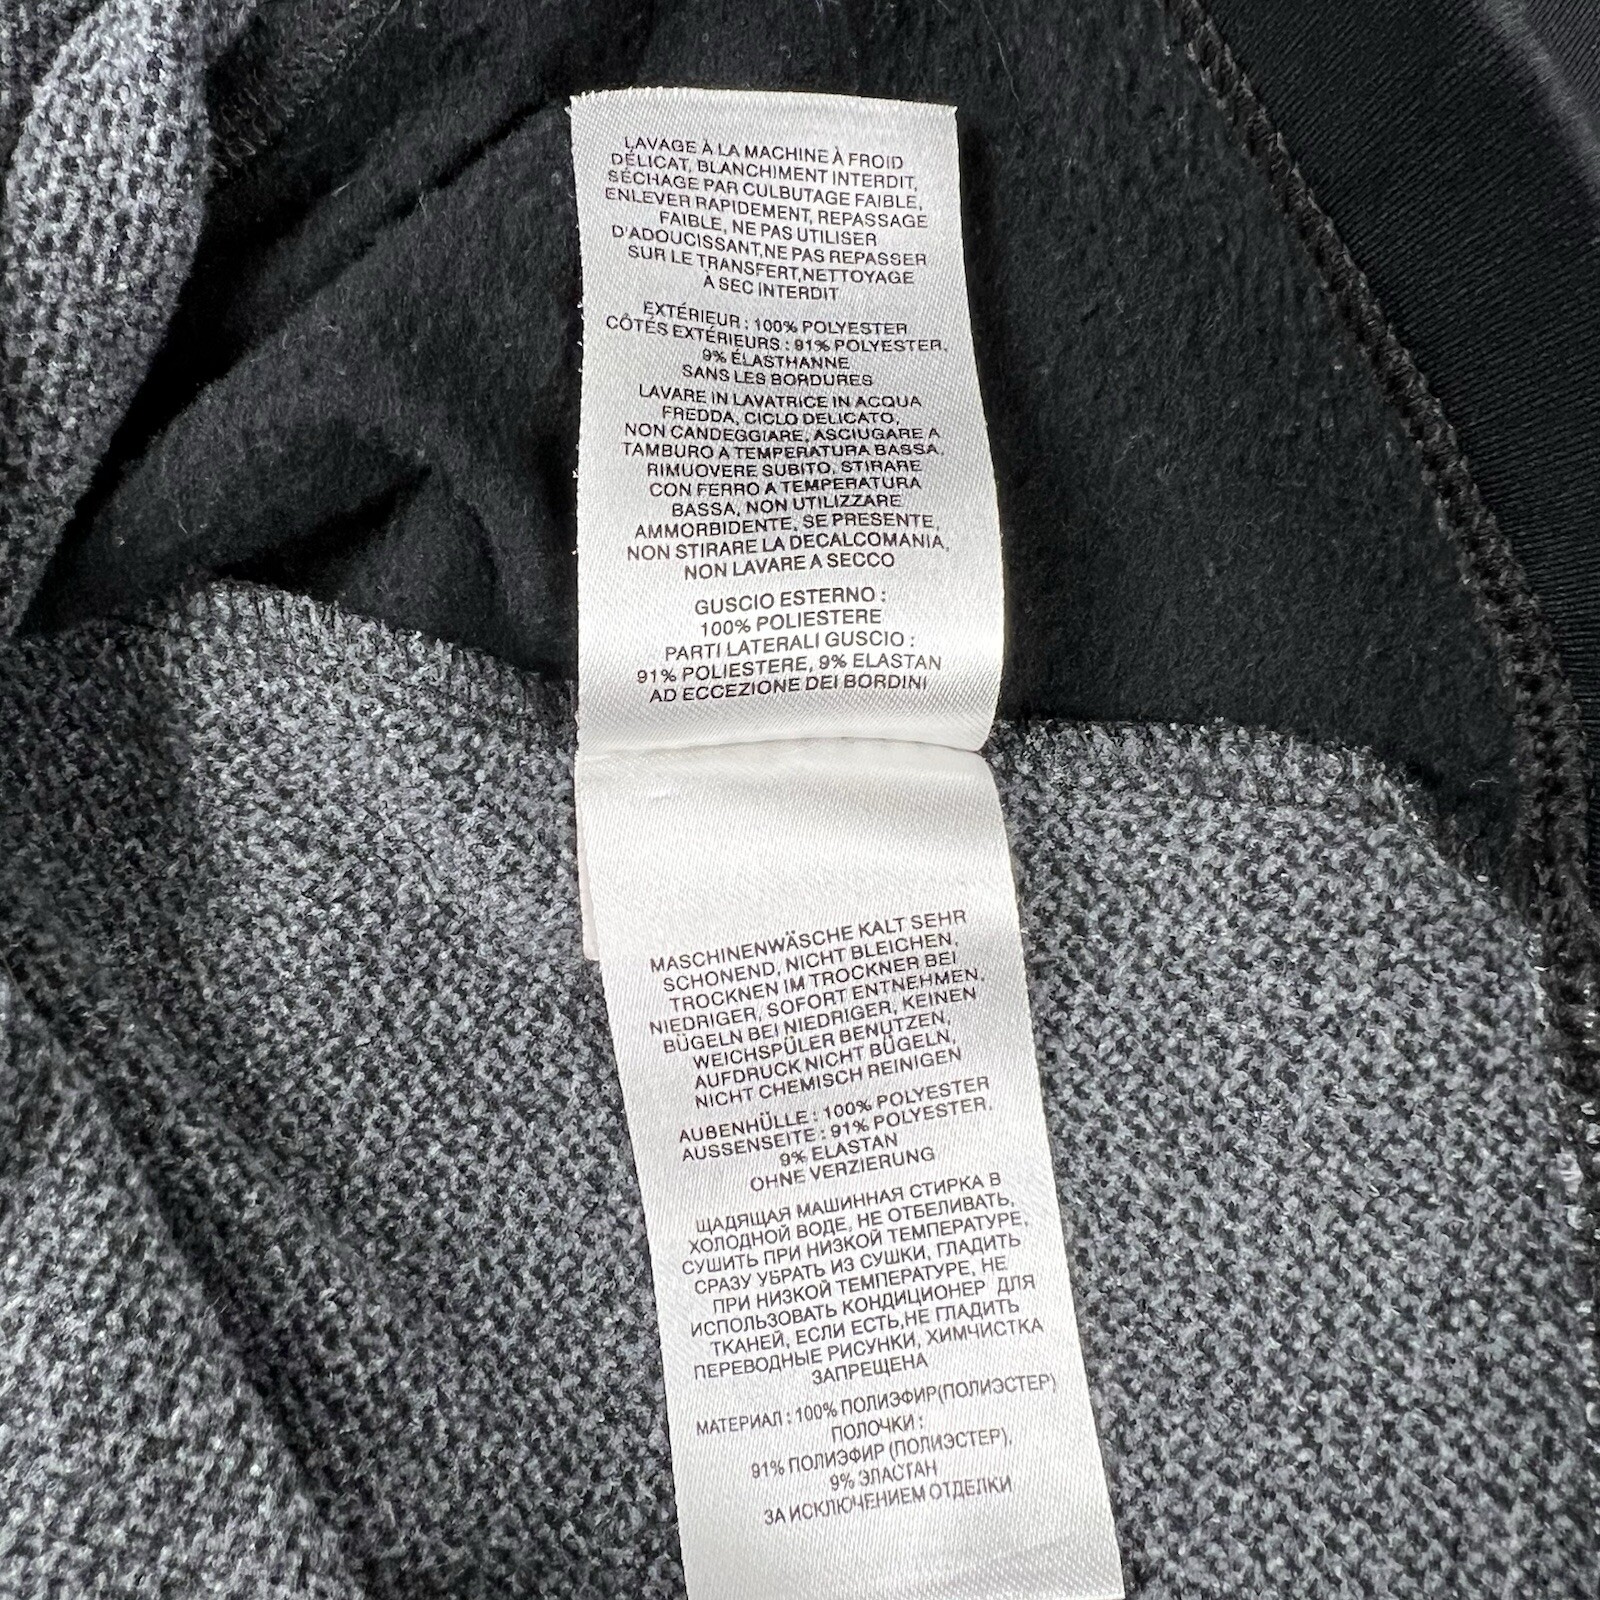 LAVAGE À LA MACHINE À FROID
DÉLICAT, BLANCHIMENT INTERDIT,
SÉCHAGE PAR CULBUTAGE FAIBLE,
ENLEVER RAPIDEMENT, REPASSAGE
FAIBLE, NE PAS UTILISER
D'ADOUCISSANT,NE PAS REPASSER
SUR LE TRANSFERT,NETTOYAGE
À SEC INTERDIT
EXTÉRIEUR : 100% POLYESTER
CÔTÉS EXTÉRIEURS : 91% POLYESTER,
9% ÉLASTHANNE
SANS LES BORDURES
LAVARE IN LAVATRICE IN ACQUA
FREDDA, CICLO DELICATO,
NON CANDEGGIARE, ASCIUGARE A
TAMBURO A TEMPERATURA BASSA,
RIMUOVERE SUBITO, STIRARE
CON FERRO A TEMPERATURA
BASSA, NON UTILIZZARE
AMMORBIDENTE, SE PRESENTE,
NON STIRARE LA DECALCOMANIA,
NON LAVARE A SECCO
GUSCIO ESTERNO :
100% POLIESTERE
PARTI LATERALI GUSCIO :
91% POLIESTERE, 9% ELASTAN
AD ECCEZIONE DEI BORDINI
MASCHINENWÄSCHE KALT SEHR
SCHONEND, NICHT BLEICHEN,
TROCKNEN IM TROCKNER BEI
NIEDRIGER, SOFORT ENTNEHMEN,
BÜGELN BEI NIEDRIGER, KEINEN
WEICHSPÜLER BENUTZEN,
AUFDRUCK NICHT BÜGELN,
NICHT CHEMISCH REINIGEN
AUßENHÜLLE : 100% POLYESTER
AUSSENSEITE : 91% POLYESTER,
9% ELASTAN
OHNE VERZIERUNG
ЩАДЯЩАЯ МАШИННАЯ СТИРКА В
ХОЛОДНОЙ ВОДЕ, НЕ ОТБЕЛИВАТЬ,
СУШИТЬ ПРИ НИЗКОЙ ТЕМПЕРАТУРЕ,
СРАЗУ УБРАТЬ ИЗ СУШКИ, ГЛАДИТЬ
ПРИ НИЗКОЙ ТЕМПЕРАТУРЕ, НЕ
ИСПОЛЬЗОВАТЬ КОНДИЦИОНЕР ДЛЯ
ТКАНЕЙ, ЕСЛИ ЕСТЬ,НЕ ГЛАДИТЬ
ПЕРЕВОДНЫЕ РИСУНКИ, ХИМЧИСТКА
ЗАПРЕЩЕНА
МАТЕРИАЛ : 100% ПОЛИЭФИР(ПОЛИЭСТЕР)
ПОЛОЧКИ :
91% ПОЛИЭФИР (ПОЛИЭСТЕР),
9% ЭЛАСТАН
ЗА ИСКЛЮЧЕНИЕМ ОТДЕЛКИ